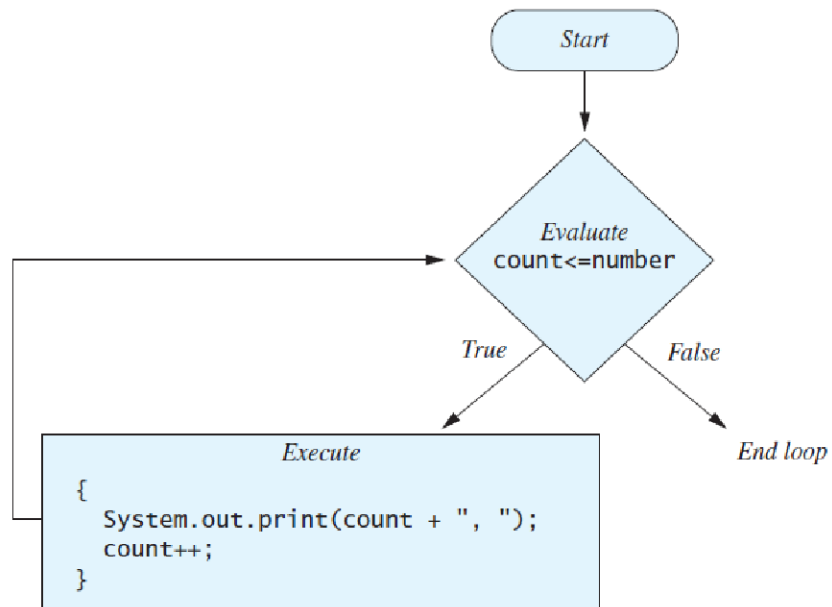 Start
Evaluate
count<=number
True
False
Execute
End loop
{
System.out.print(count + ", ");
count++;
}